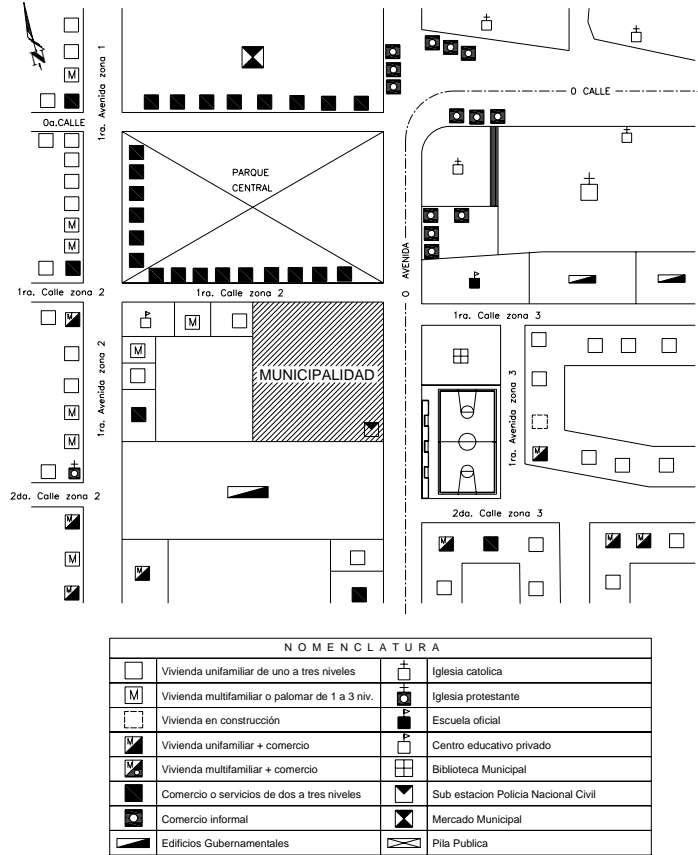 N
1ra. Avenida zona 1
M
0a.CALLE
0 CALLE
PARQUE
CENTRAL
M
M
0 AVENIDA
1ra. Calle zona 2
1ra. Calle zona 2
1ra. Calle zona 3
M
M
M
MUNICIPALIDAD
1ra. Avenida zona 2
1ra. Avenida zona 3
M
M
M
2da. Calle zona 2
2da. Calle zona 3
M
M
M
M
M
M
M
NOMENCLATURA
Vivienda unifamiliar de uno a tres niveles
Iglesia catolica
M
Vivienda multifamiliar o palomar de 1 a 3 niv.
Iglesia protestante
Vivienda en construcción
Escuela oficial
M
Vivienda unifamiliar + comercio
Centro educativo privado
M
Vivienda multifamiliar + comercio
Biblioteca Municipal
Comercio o servicios de dos a tres niveles
Sub estacion Policia Nacional Civil
Comercio informal
Mercado Municipal
Edificios Gubernamentales
Pila Publica